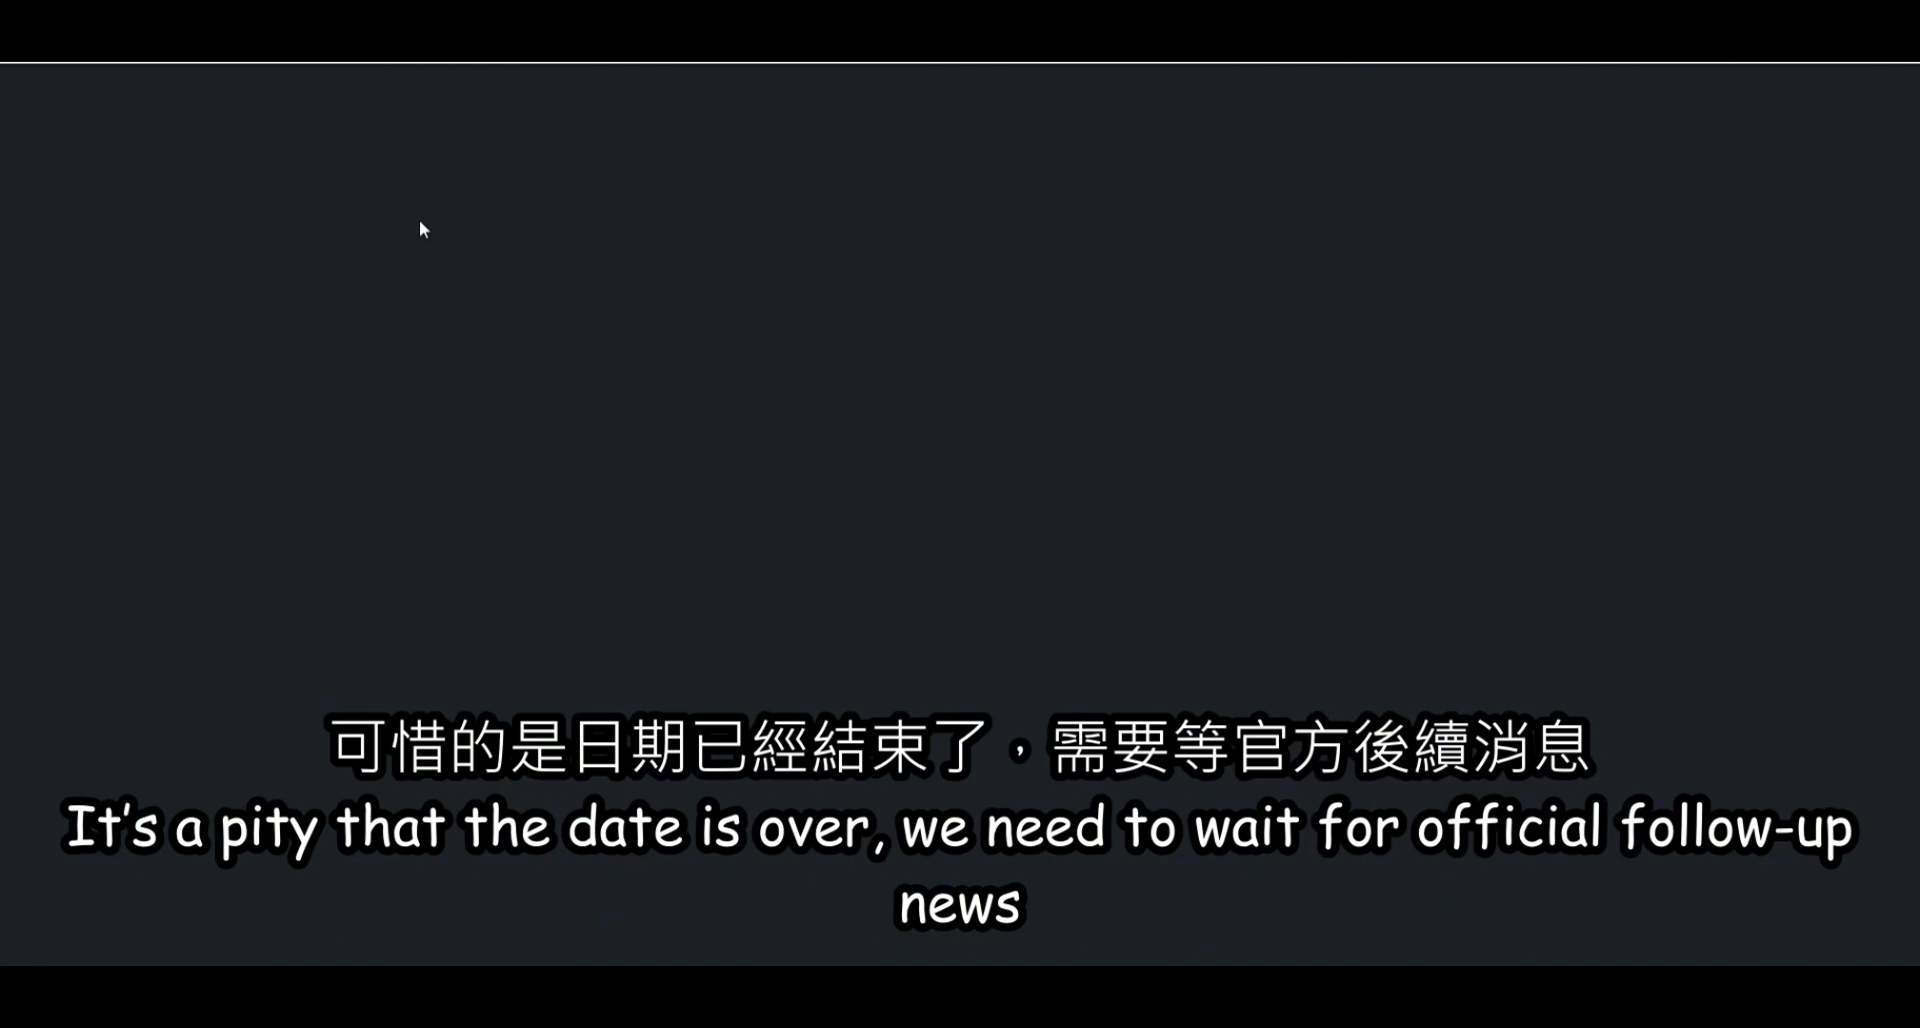 可惜的是日期已經結束了，需要等官方後續消息
It's a pity that the date is over, we need to wait for official follow-up
news